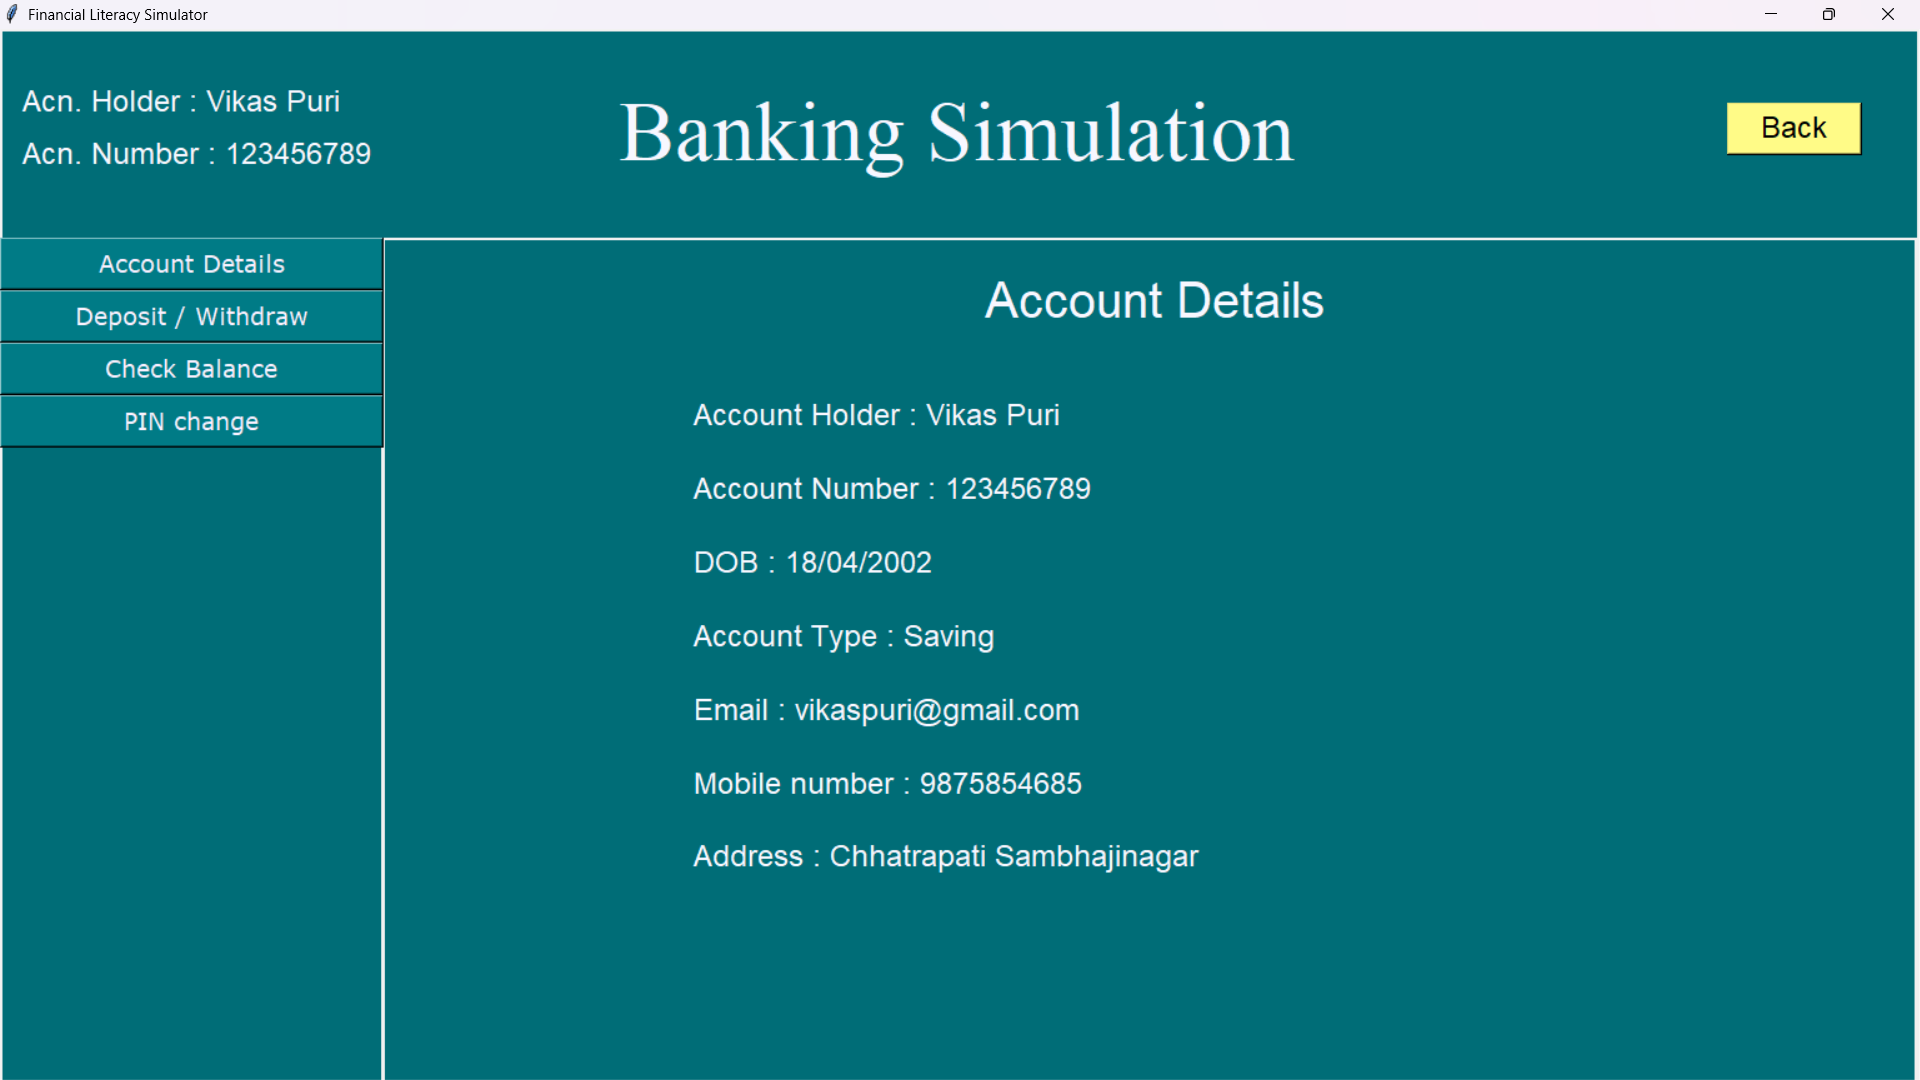 Financial Literacy Simulator
Acn. Holder : Vikas Puri
Acn. Number : 123456789
Banking Simulation
Back
Account Details
Deposit / Withdraw
Check Balance
PIN change
Account Details
Account Holder : Vikas Puri
Account Number : 123456789
DOB : 18/04/2002
Account Type : Saving
Email : vikaspuri@gmail.com
Mobile number : 9875854685
Address : Chhatrapati Sambhajinagar